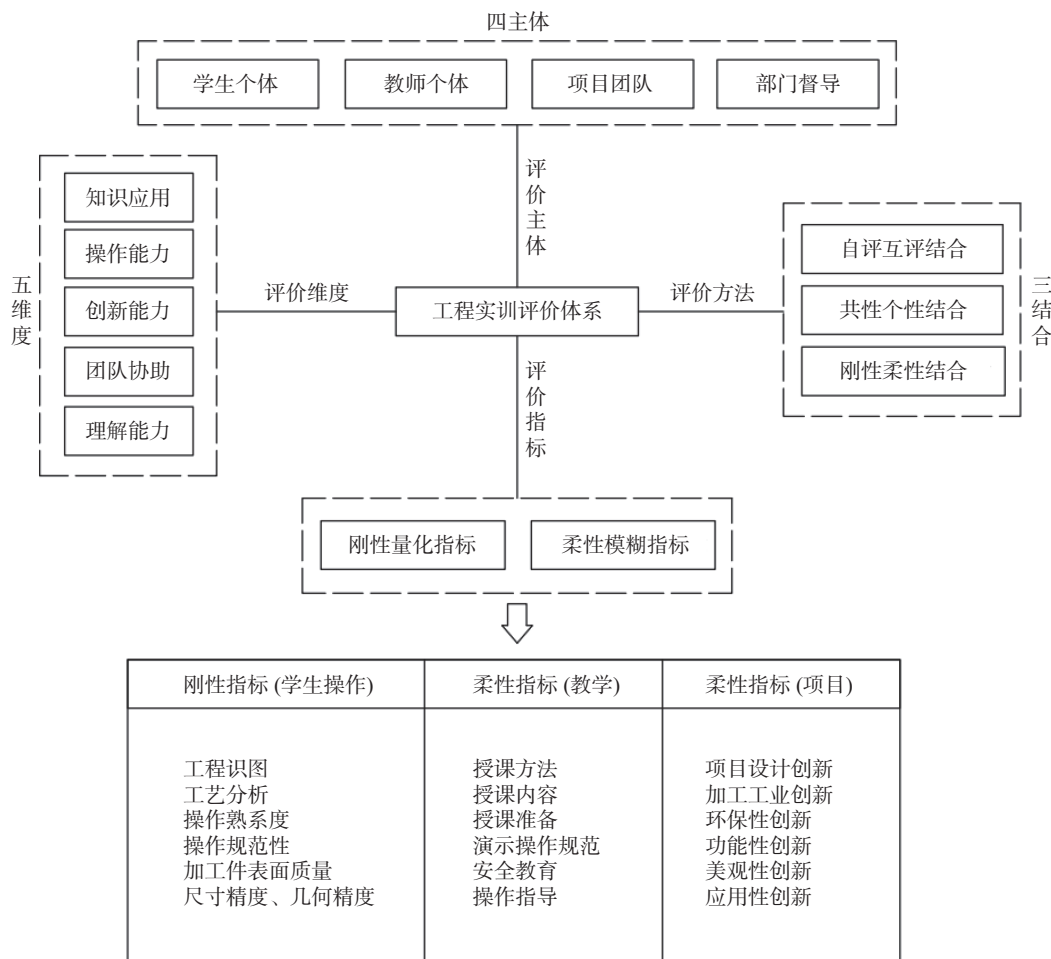 四主体
学生个体
教师个体
项目团队
部门督导
评价主体
五维度
知识应用
操作能力
创新能力
团队协助
理解能力
评价维度
工程实训评价体系
评价方法
自评互评结合
共性个性结合
刚性柔性结合
三结合
评价指标
刚性量化指标
柔性模糊指标
刚性指标 (学生操作)
柔性指标 (教学)
柔性指标 (项目)
工程识图
工艺分析
操作熟系度
操作规范性
加工件表面质量
尺寸精度、几何精度
授课方法
授课内容
授课准备
演示操作规范
安全教育
操作指导
项目设计创新
加工工业创新
环保性创新
功能性创新
美观性创新
应用性创新